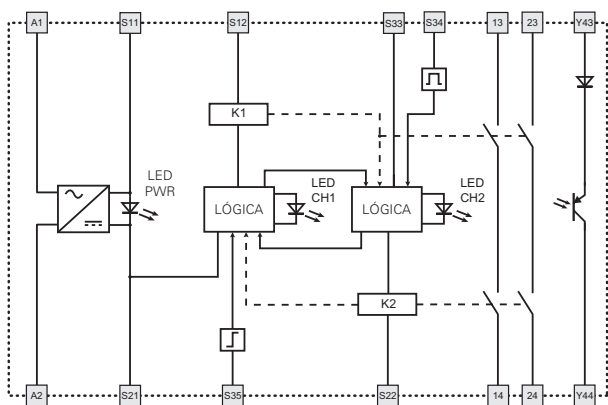 A1 S11 S12 S33 S34 13 23 Y43
K1
LED
PWR
LÓGICA
LED
CH1
LÓGICA
LED
CH2
K2
A2 S21 S35 S22 14 24 Y44